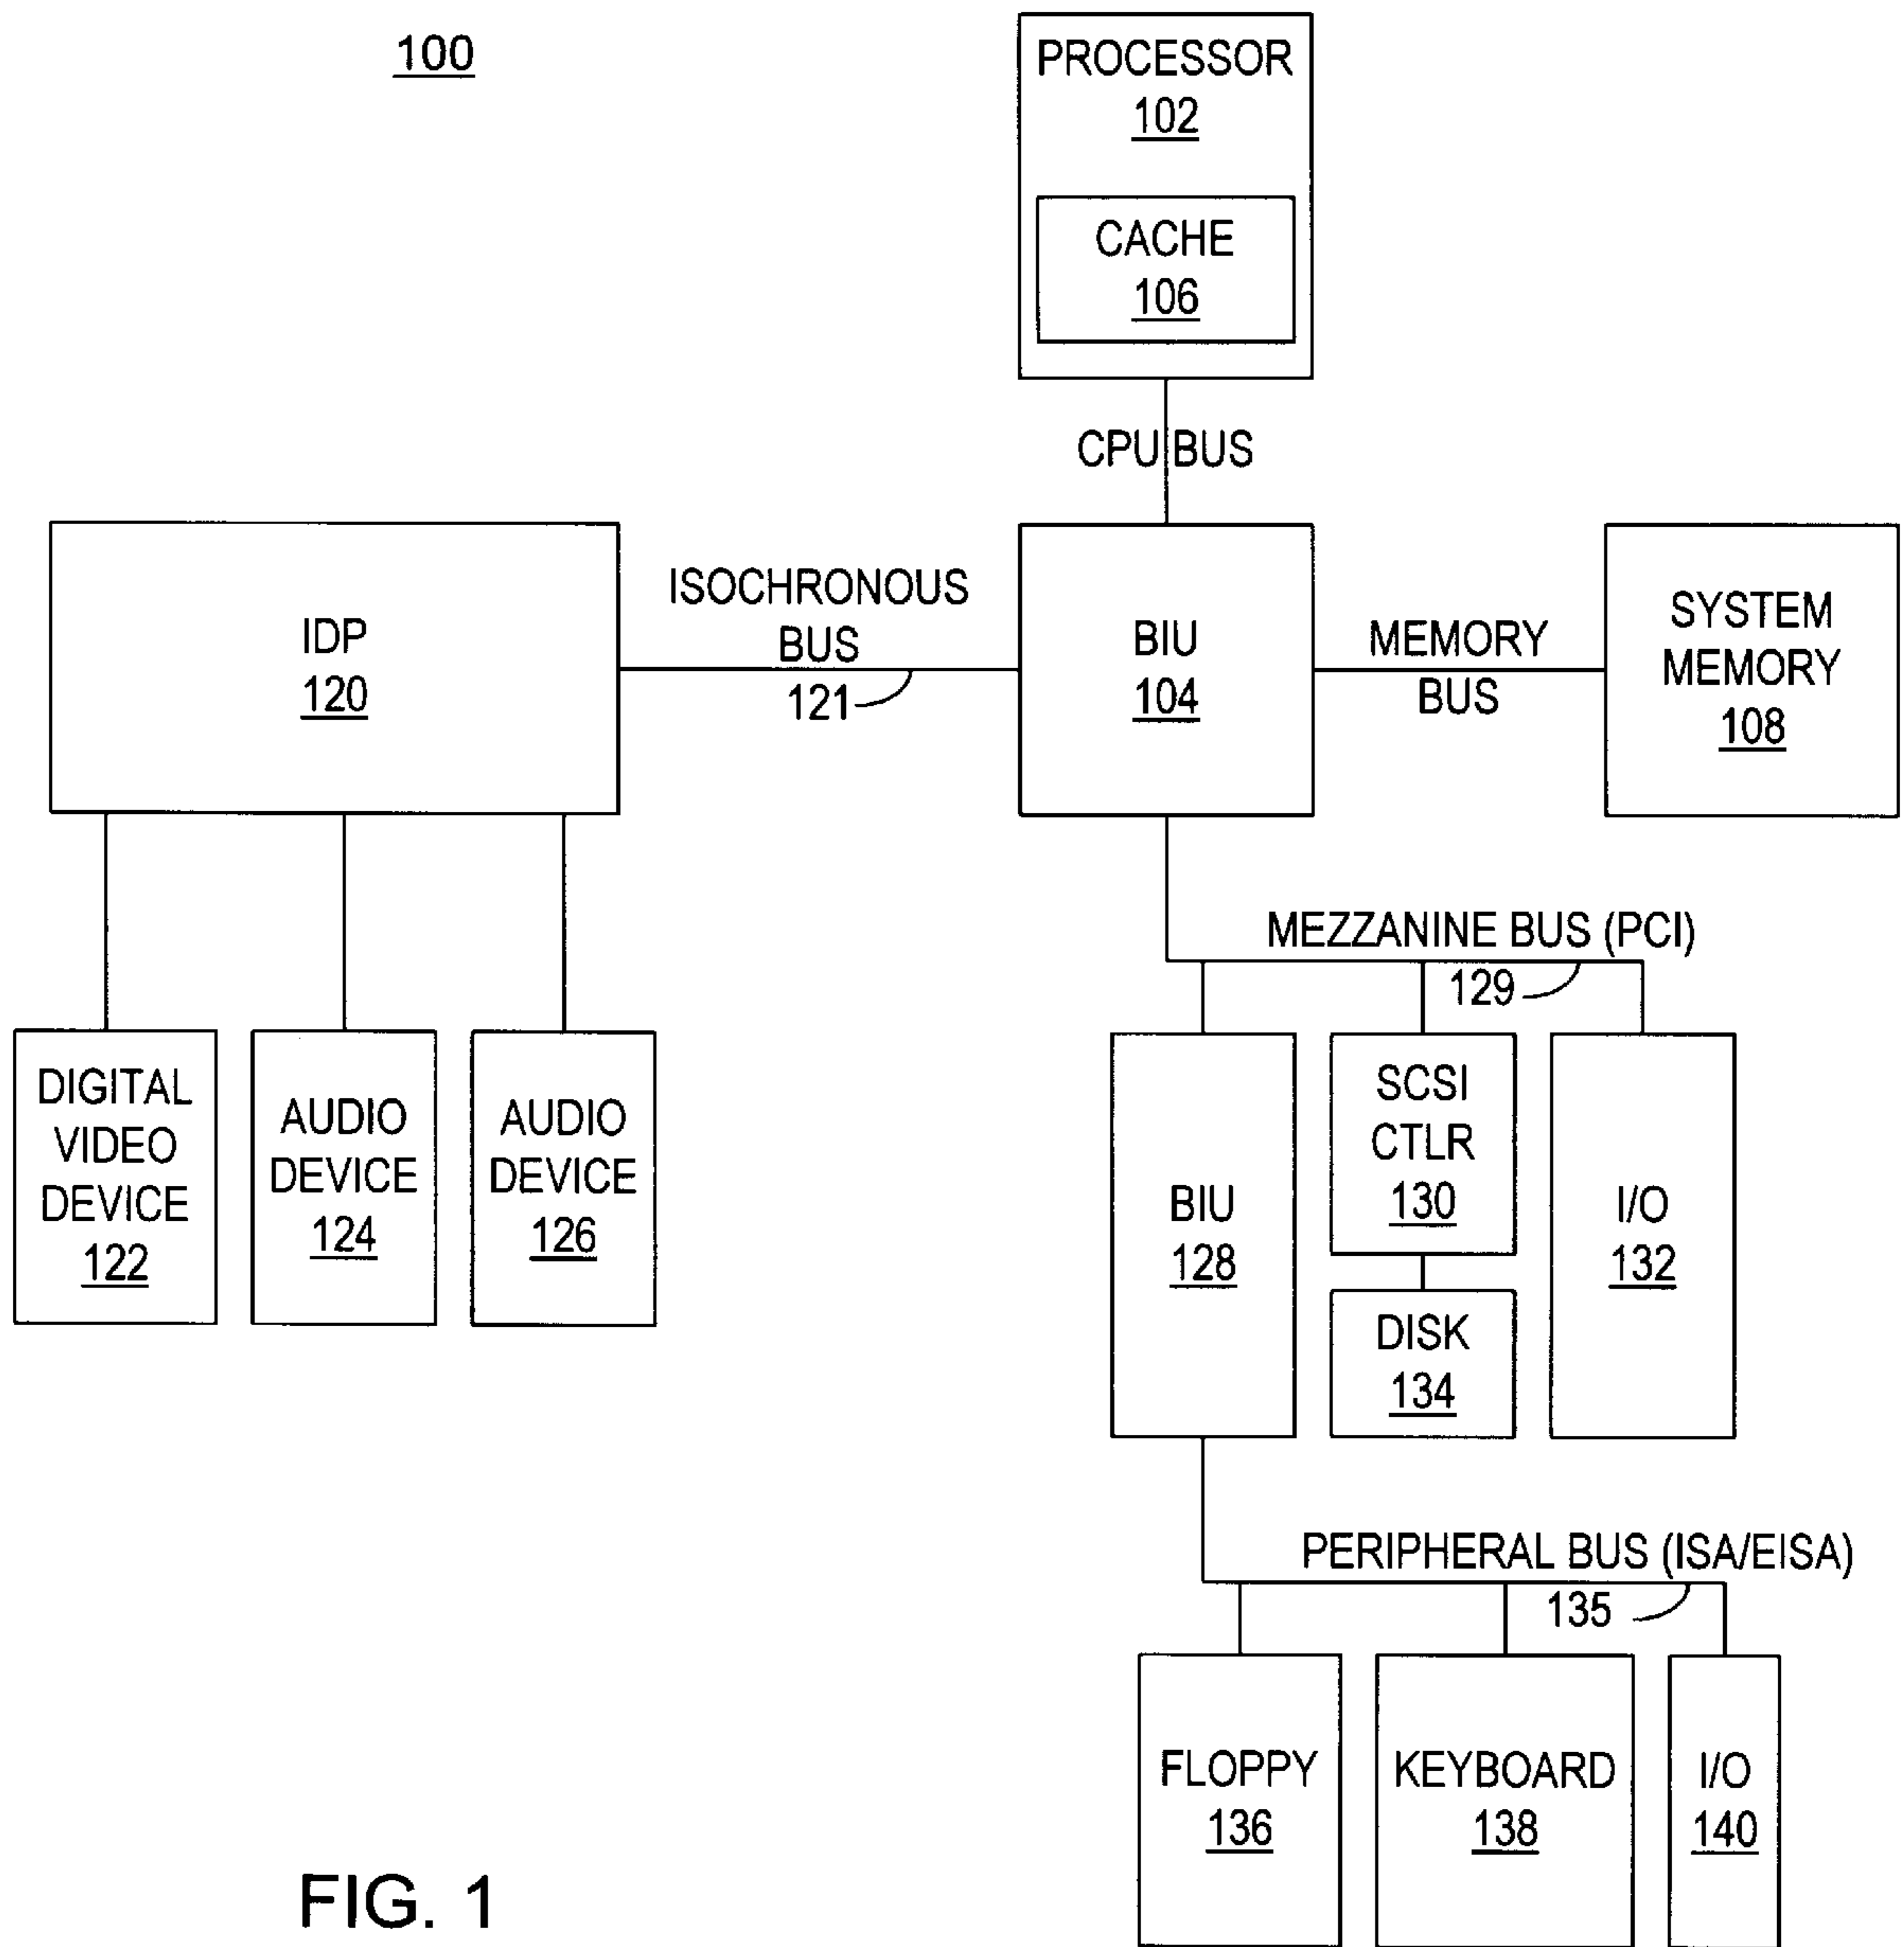 100
PROCESSOR
102
CACHE
106
CPU BUS
IDP
120
ISOCHRONOUS
BUS
121
BIU
104
MEMORY
BUS
SYSTEM
MEMORY
108
MEZZANINE BUS (PCI)
129
DIGITAL
VIDEO
DEVICE
122
AUDIO
DEVICE
124
AUDIO
DEVICE
126
BIU
128
SCSI
CTLR
130
DISK
134
I/O
132
PERIPHERAL BUS (ISA/EISA)
135
FLOPPY
136
KEYBOARD
138
I/O
140
FIG. 1